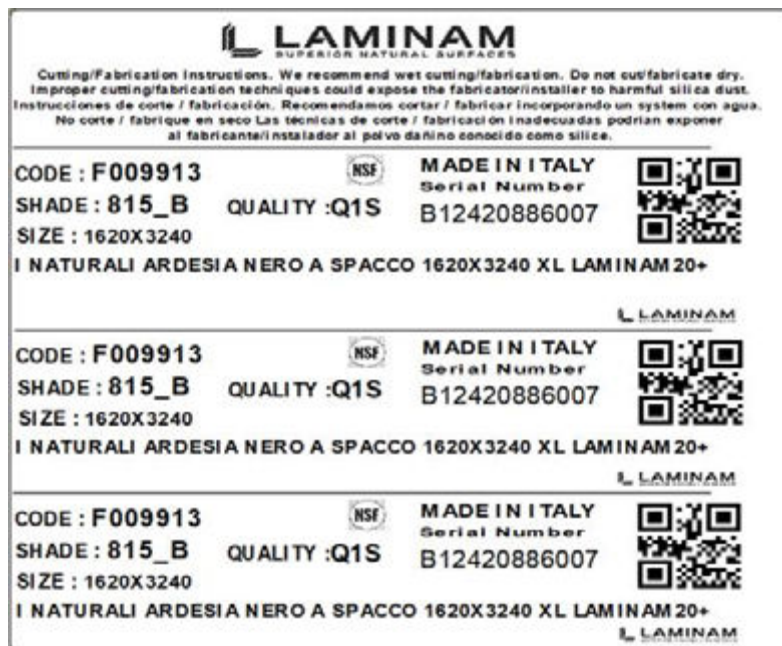 LAMINAM
SUPERIOR NATURAL SURFACES
Cutting/Fabrication Instructions. We recommend wet cutting/fabrication. Do not cut/fabricate dry.
Improper cutting/fabrication techniques could expose the fabricator/installer to harmful silica dust.
Instrucciones de corte / fabricación. Recomendamos cortar / fabricar incorporando un system con agua.
No corte / fabrique en seco Las técnicas de corte / fabricación inadecuadas podrían exponer
al fabricante/instalador al polvo dañino conocido como silice.
CODE : F009913 NSF MADE IN ITALY
Serial Number
SHADE : 815_B QUALITY :Q1S B12420886007
SIZE : 1620X3240
I NATURALI ARDESIA NERO A SPACCO 1620X3240 XL LAMINAM 20+
LAMINAM
CODE : F009913 NSF MADE IN ITALY
Serial Number
SHADE : 815_B QUALITY :Q1S B12420886007
SIZE : 1620X3240
I NATURALI ARDESIA NERO A SPACCO 1620X3240 XL LAMINAM 20+
LAMINAM
CODE : F009913 NSF MADE IN ITALY
Serial Number
SHADE : 815_B QUALITY :Q1S B12420886007
SIZE : 1620X3240
I NATURALI ARDESIA NERO A SPACCO 1620X3240 XL LAMINAM 20+
LAMINAM